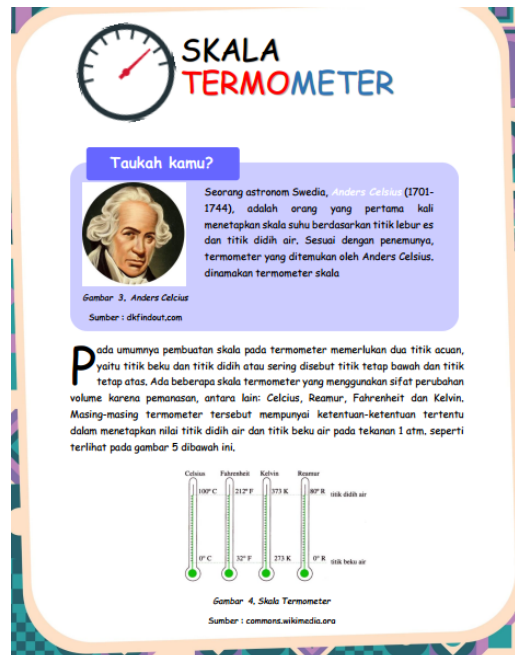 SKALA
TERMOMETER
Taukah kamu?
Seorang astronom Swedia, Anders Celsius (1701-
1744), adalah orang yang pertama kali
menetapkan skala suhu berdasarkan titik lebur es
dan titik didih air. Sesuai dengan penemunya,
termometer yang ditemukan oleh Anders Celsius.
dinamakan termometer skala
Gambar 3. Anders Celcius
Sumber : dkfindout.com
Pada umumnya pembuatan skala pada termometer memerlukan dua titik acuan,
yaitu titik beku dan titik didih atau sering disebut titik tetap bawah dan titik
tetap atas. Ada beberapa skala termometer yang menggunakan sifat perubahan
volume karena pemanasan, antara lain: Celcius, Reamur, Fahrenheit dan Kelvin.
Masing-masing termometer tersebut mempunyai ketentuan-ketentuan tertentu
dalam menetapkan nilai titik didih air dan titik beku air pada tekanan 1 atm. seperti
terlihat pada gambar 5 dibawah ini.
Celsius Fahrenheit Kelvin Reamur
100° C 212° F 373 K 80° R titik didih air
0° C 32° F 273 K 0° R titik beku air
Gambar 4. Skala Termometer
Sumber : commons.wikimedia.org